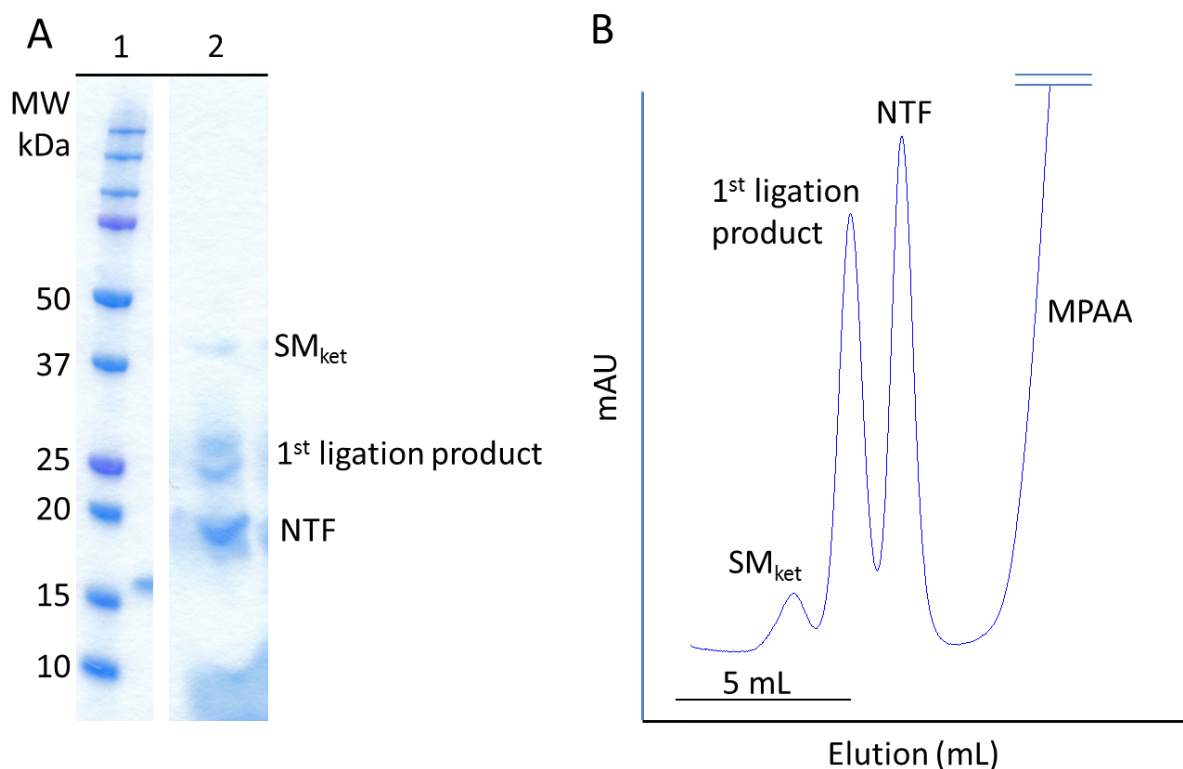 A
1 2
MW
kDa
50
37
25
20
15
10
SMket
1st ligation product
NTF
B
NTF
1st ligation
product
MPAA
SMket
mAU
5 mL
Elution (mL)